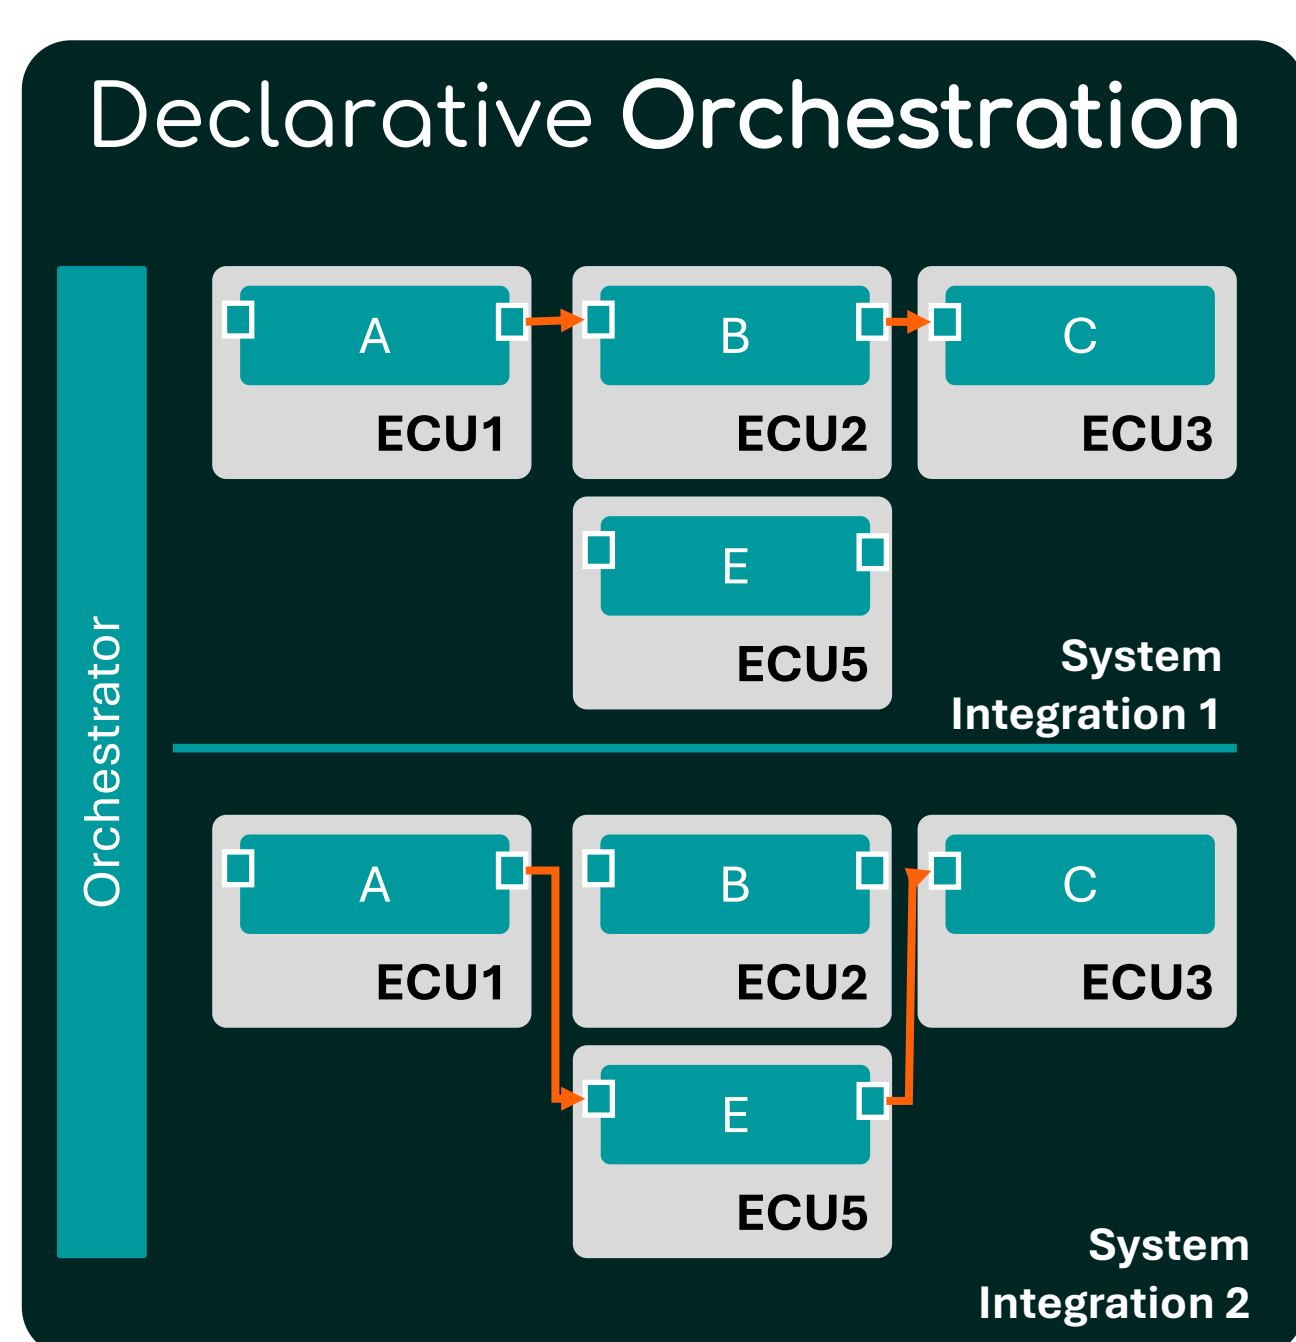 Declarative Orchestration
Orchestrator
A
ECU1
B
ECU2
C
ECU3
E
ECU5
System
Integration 1
A
ECU1
B
ECU2
C
ECU3
E
ECU5
System
Integration 2